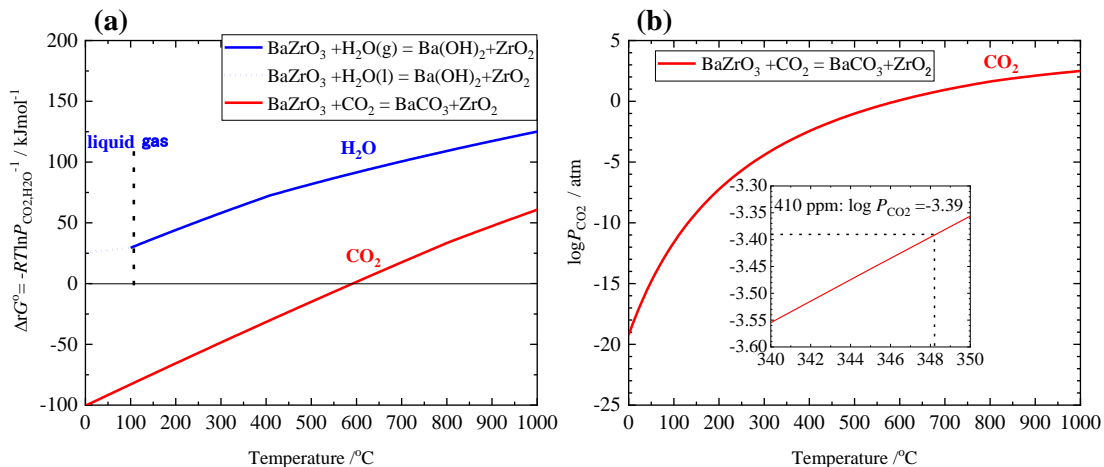 (a)
200
150
100
50
0
-50
-100
ΔrG° = -RTlnP_CO2,H2O⁻¹ / kJmol⁻¹
BaZrO₃ +H₂O(g) = Ba(OH)₂+ZrO₂
BaZrO₃ +H₂O(l) = Ba(OH)₂+ZrO₂
BaZrO₃ +CO₂ = BaCO₃+ZrO₂
liquid gas
H₂O
CO₂
0 100 200 300 400 500 600 700 800 900 1000
Temperature /°C
(b)
5
0
-5
-10
-15
-20
-25
logP_CO2 / atm
BaZrO₃ +CO₂ = BaCO₃+ZrO₂
CO₂
-3.30
-3.35
-3.40
-3.45
-3.50
-3.55
-3.60
410 ppm: log P_CO2 =-3.39
340 342 344 346 348 350
0 100 200 300 400 500 600 700 800 900 1000
Temperature /°C